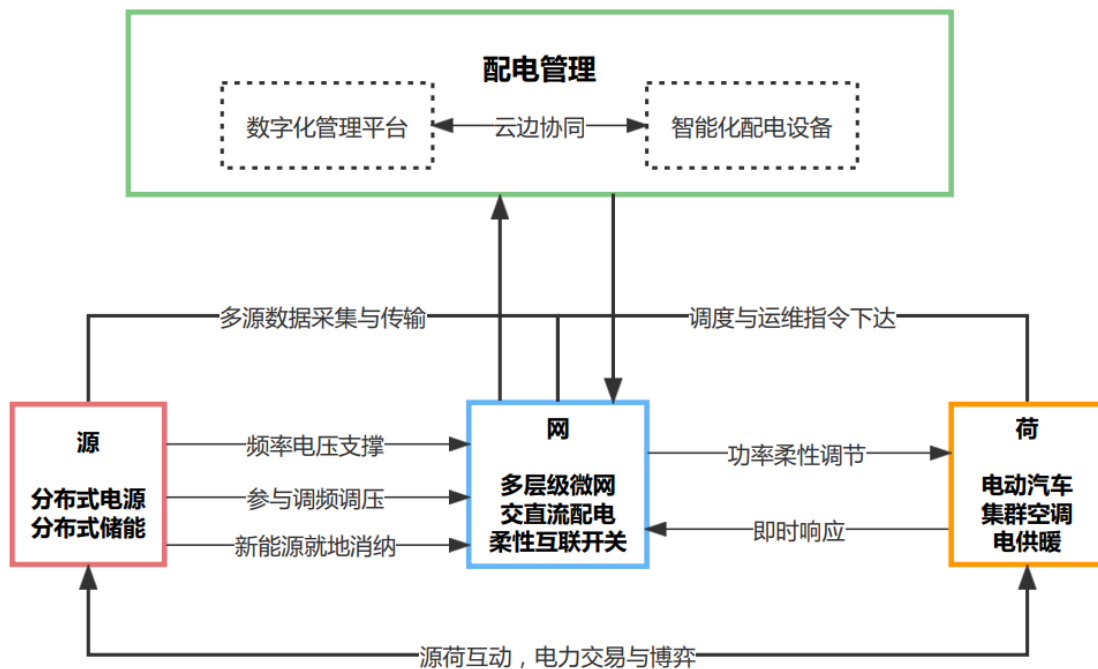 配电管理
数字化管理平台
云边协同
智能化配电设备
多源数据采集与传输
调度与运维指令下达
源
分布式电源
分布式储能
频率电压支撑
参与调频调压
新能源就地消纳
网
多层级微网
交直流配电
柔性互联开关
功率柔性调节
即时响应
荷
电动汽车
集群空调
电供暖
源荷互动，电力交易与博弈